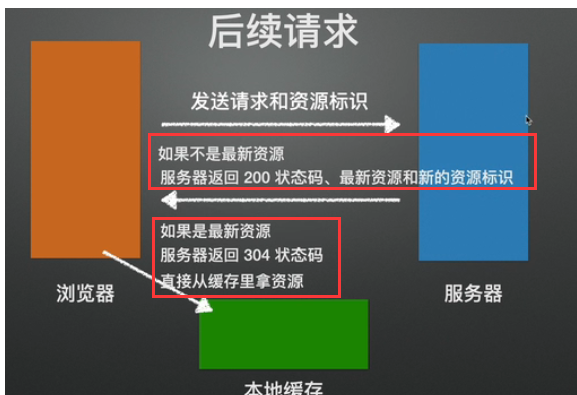 后续请求
发送请求和资源标识
如果不是最新资源
服务器返回 200 状态码、最新资源和新的资源标识
如果是最新资源
服务器返回 304 状态码
直接从缓存里拿资源
浏览器
服务器
本地缓存